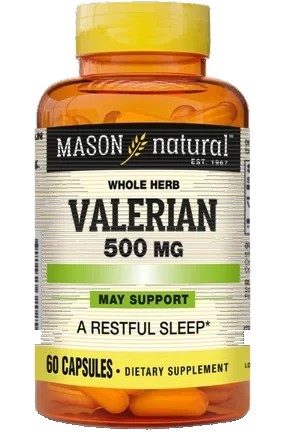 MASON natural
EST. 1967
WHOLE HERB
VALERIAN
500 MG
MAY SUPPORT
A RESTFUL SLEEP*
60 CAPSULES • DIETARY SUPPLEMENT